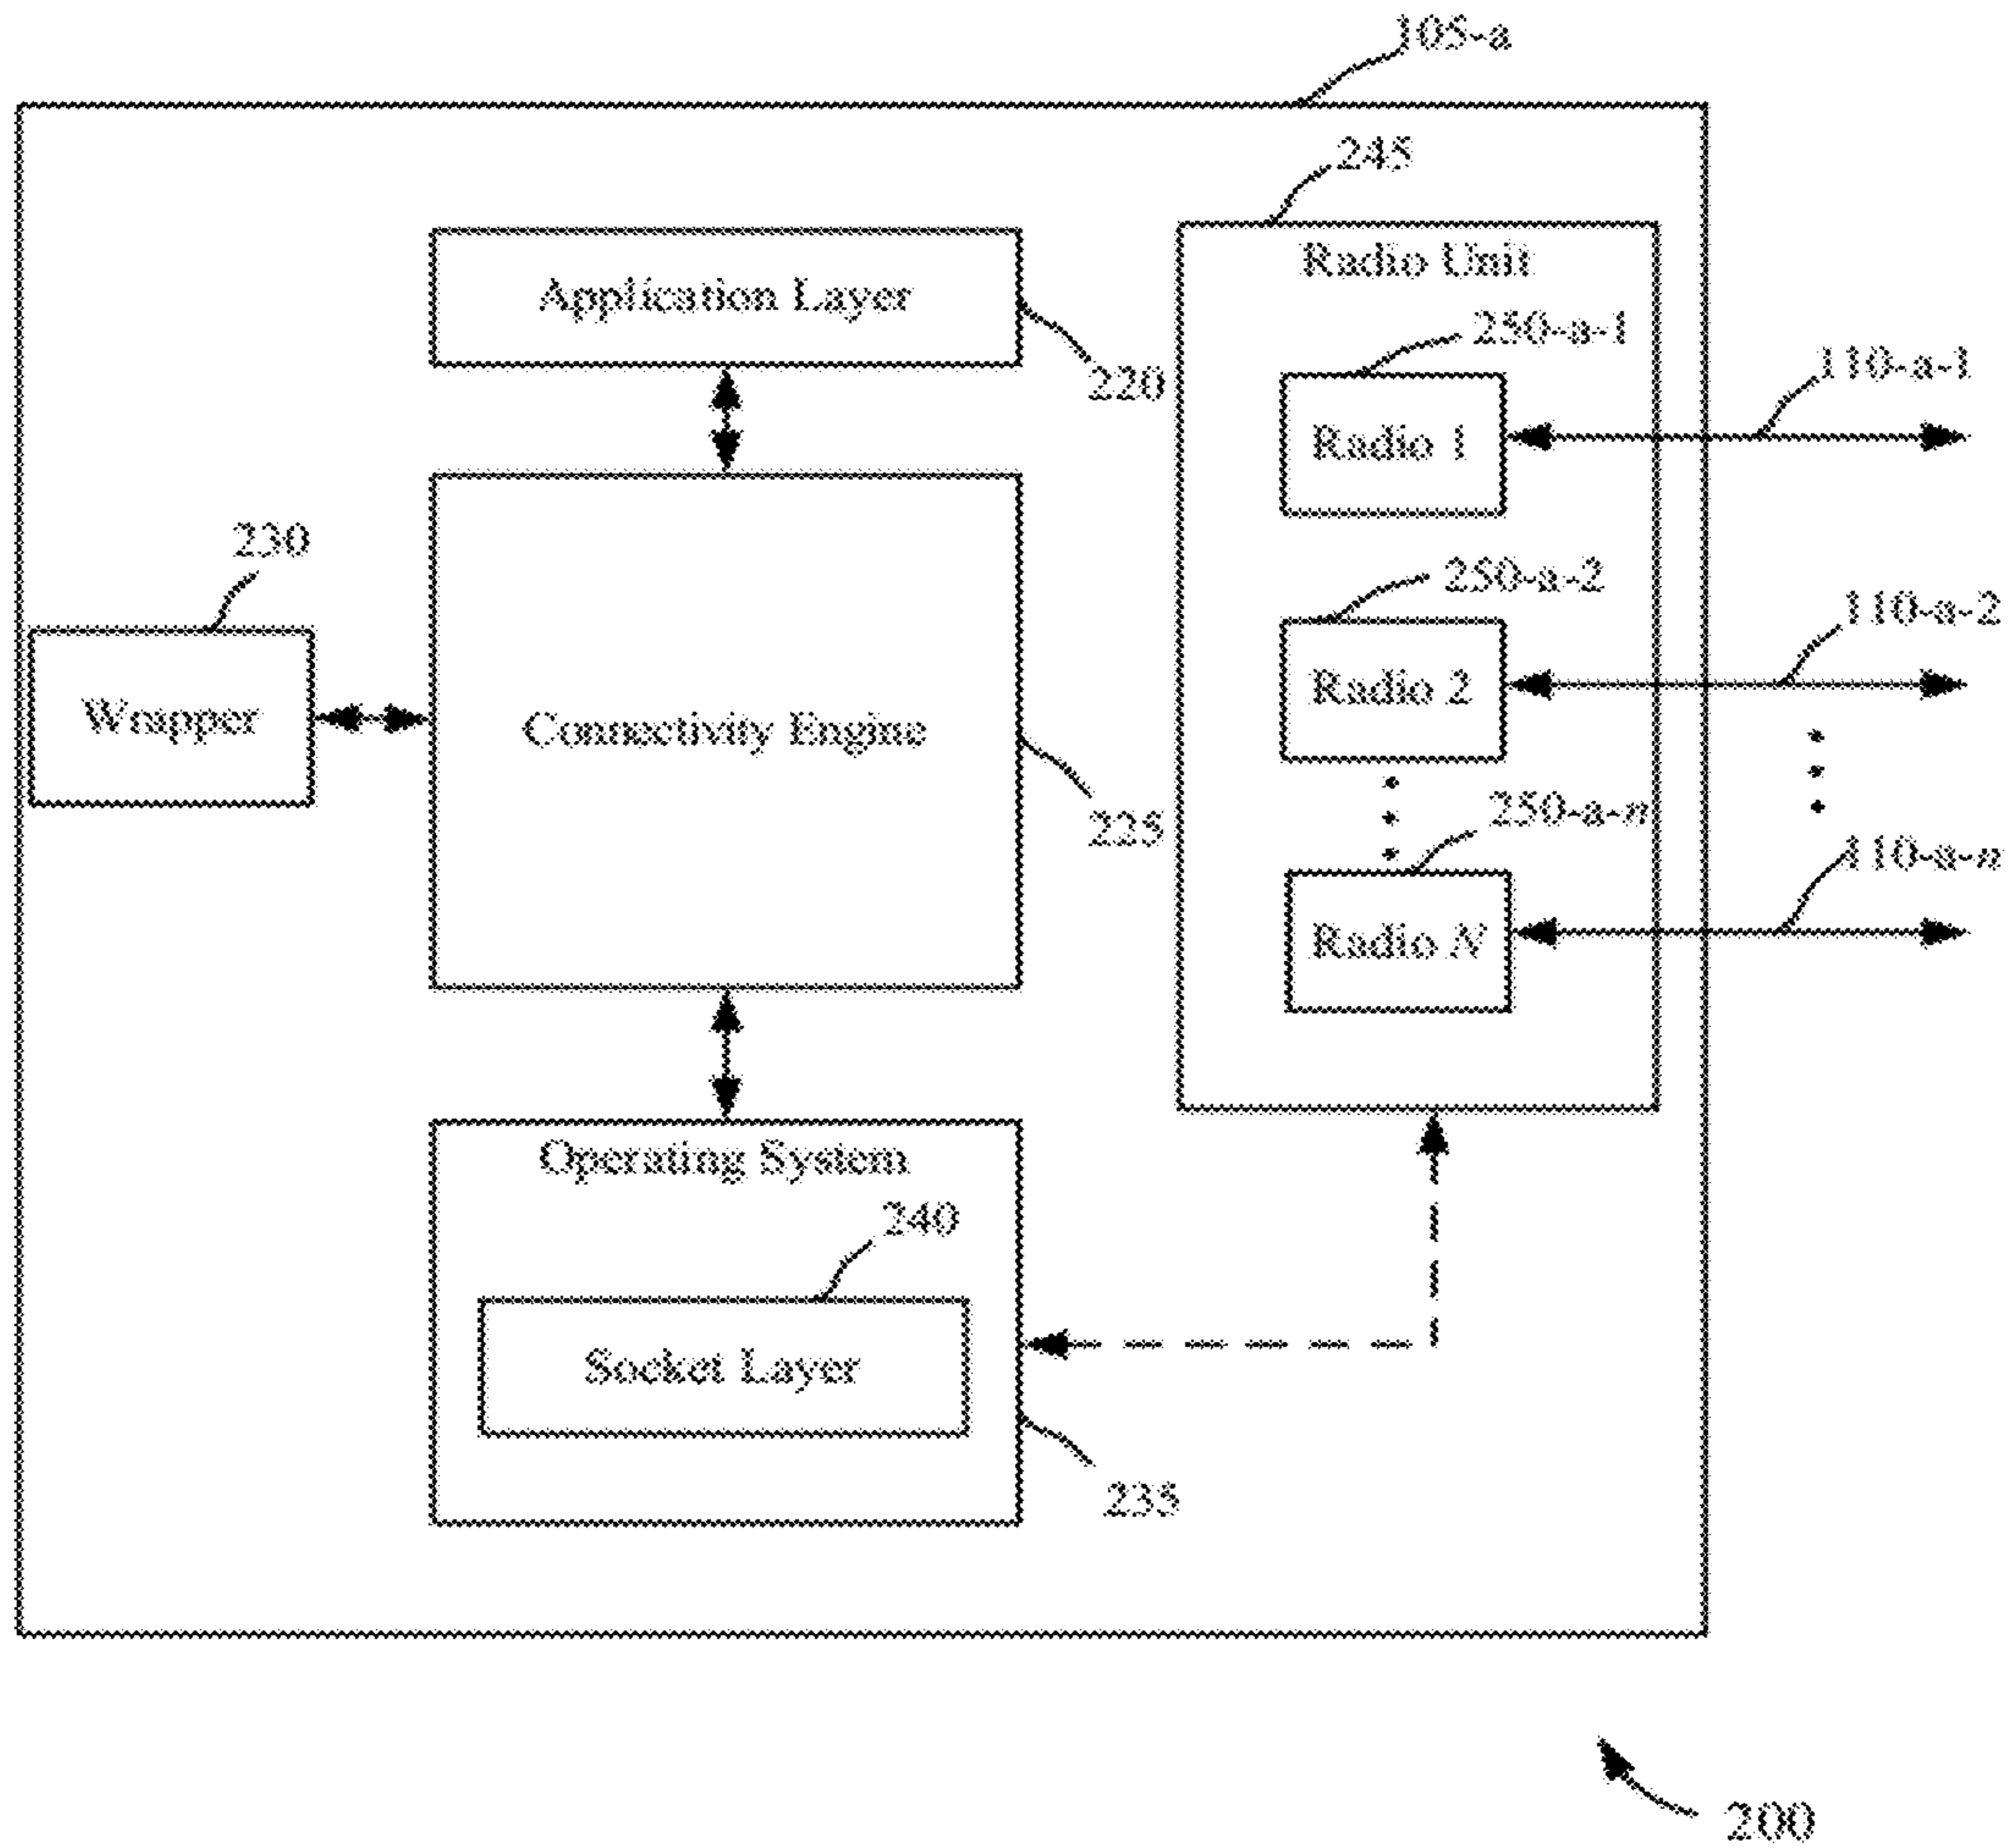 105-a
245
Radio Unit
Application Layer
250-a-1
110-a-1
220
Radio 1
230
250-a-2
110-a-2
Wrapper
Radio 2
Connectivity Engine
225
250-a-n
110-a-n
Radio N
Operating System
240
Socket Layer
235
200